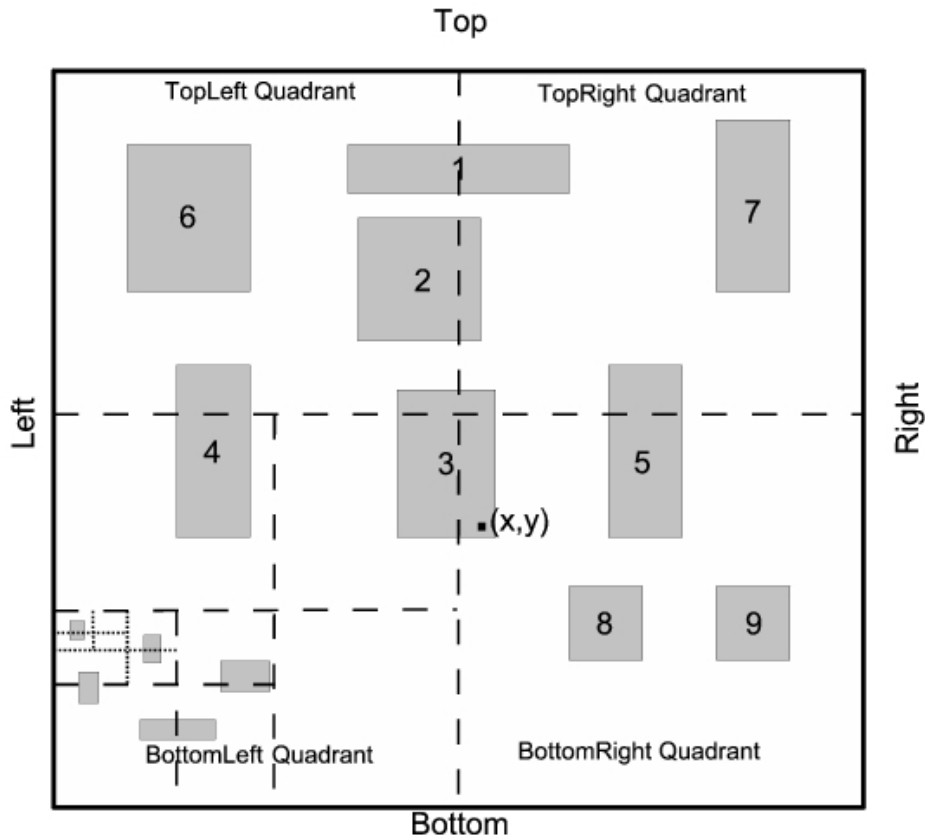 Top
TopLeft Quadrant
TopRight Quadrant
1
6
7
2
Left
Right
4
3
5
(x,y)
8
9
BottomLeft Quadrant
BottomRight Quadrant
Bottom